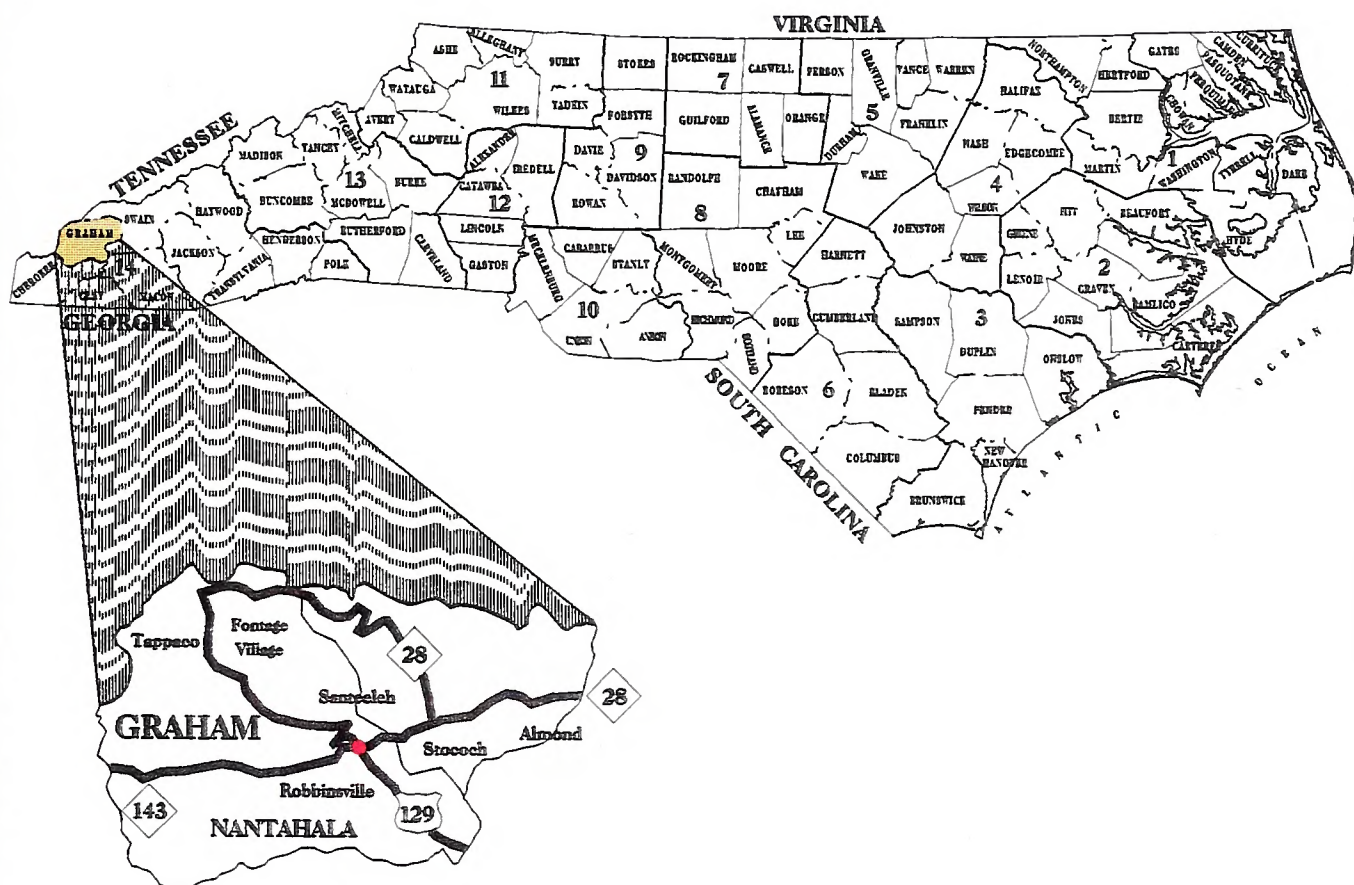 VIRGINIA
TENNESSEE
GEORGIA
SOUTH CAROLINA
ATLANTIC
OCEAN
ASHE
ALLEGHANY
SURRY
STOKES
ROCKINGHAM
CASWELL
PERSON
GRANVILLE
VANCE
WARREN
NORTHAMPTON
HERTFORD
GATES
CURRITUCK
CAMDEN
PASQUOTANK
PERQUIMANS
CHOWAN
11
7
5
WATAUGA
WILKES
YADKIN
FORSYTH
GUILFORD
ALAMANCE
ORANGE
DURHAM
FRANKLIN
HALIFAX
BERTIE
MITCHELL
AVERY
CALDWELL
ALEXANDER
IREDELL
DAVIE
9
DAVIDSON
RANDOLPH
CHATHAM
WAKE
NASH
EDGECOMBE
MARTIN
1
WASHINGTON
TYRRELL
DARE
MADISON
YANCEY
13
MCDOWELL
BURKE
CATAWBA
12
ROWAN
8
4
WILSON
PITT
BEAUFORT
HYDE
GRAHAM
SWAIN
HAYWOOD
BUNCOMBE
HENDERSON
RUTHERFORD
LINCOLN
CLEVELAND
GASTON
MECKLENBURG
CABARRUS
STANLY
MONTGOMERY
MOORE
LEE
HARNETT
JOHNSTON
WAYNE
GREENE
LENOIR
2
CRAVEN
PAMLICO
CHEROKEE
14
CLAY
MACON
JACKSON
TRANSYLVANIA
POLK
10
UNION
ANSON
RICHMOND
SCOTLAND
HOKE
CUMBERLAND
SAMPSON
3
DUPLIN
JONES
ONSLOW
CARTERET
ROBESON
6
BLADEN
PENDER
COLUMBUS
NEW
HANOVER
BRUNSWICK
Tappaco
Fontage
Village
28
Santeelah
28
GRAHAM
Stococh
Almond
Robbinsville
143
129
NANTAHALA